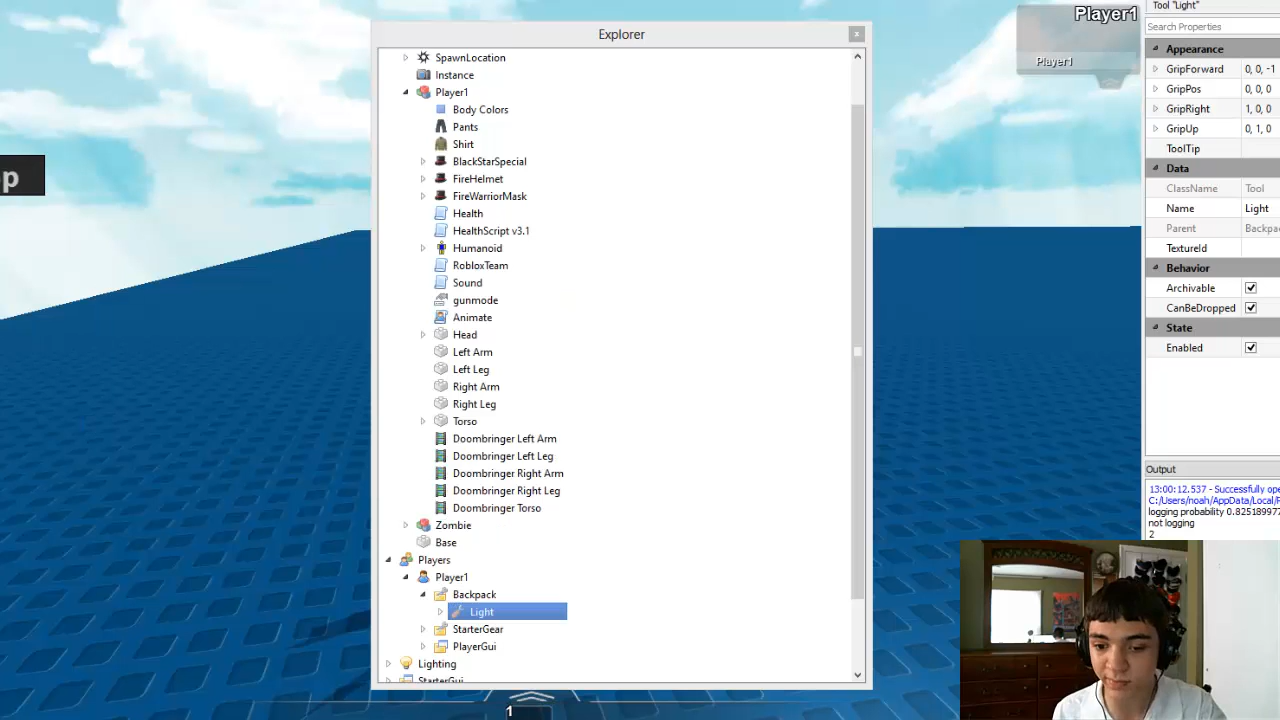 Explorer
SpawnLocation
Instance
Player1
Body Colors
Pants
Shirt
BlackStarSpecial
FireHelmet
FireWarriorMask
Health
HealthScript v3.1
Humanoid
RobloxTeam
Sound
gunmode
Animate
Head
Left Arm
Left Leg
Right Arm
Right Leg
Torso
Doombringer Left Arm
Doombringer Left Leg
Doombringer Right Arm
Doombringer Right Leg
Doombringer Torso
Zombie
Base
Players
Player1
Backpack
Light
StarterGear
PlayerGui
Lighting
StarterGui
p
1
Player1
Player1
Tool "Light"
Search Properties
Appearance
GripForward 0, 0, -1
GripPos 0, 0, 0
GripRight 1, 0, 0
GripUp 0, 1, 0
ToolTip
Data
ClassName Tool
Name Light
Parent Backpa
TextureId
Behavior
Archivable
CanBeDropped
State
Enabled
Output
13:00:12.537 - Successfully ope
C:/Users/noah/AppData/Local/R
logging probability 0.82518997
not logging
2